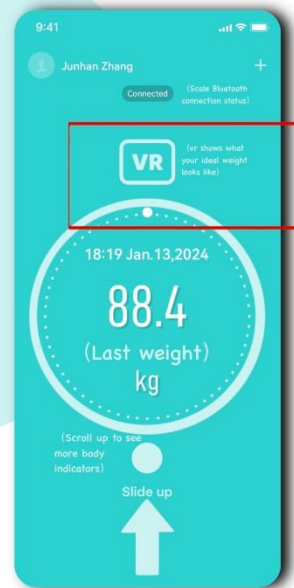 9:41
Junhan Zhang
+
Connected
(Scale Bluetooth
connection status)
VR
(vr shows what
your ideal weight
looks like)
18:19 Jan.13,2024
88.4
(Last weight)
kg
(Scroll up to see
more body
indicators)
Slide up